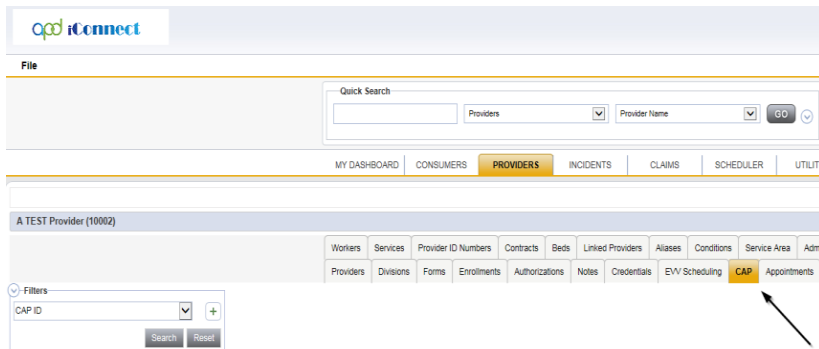 apd iConnect
File
Quick Search
Providers Provider Name GO
MY DASHBOARD CONSUMERS PROVIDERS INCIDENTS CLAIMS SCHEDULER UTILIT
A TEST Provider (10002)
Workers Services Provider ID Numbers Contracts Beds Linked Providers Aliases Conditions Service Area Adm
Providers Divisions Forms Enrollments Authorizations Notes Credentials EVV Scheduling CAP Appointments
Filters
CAP ID +
Search Reset